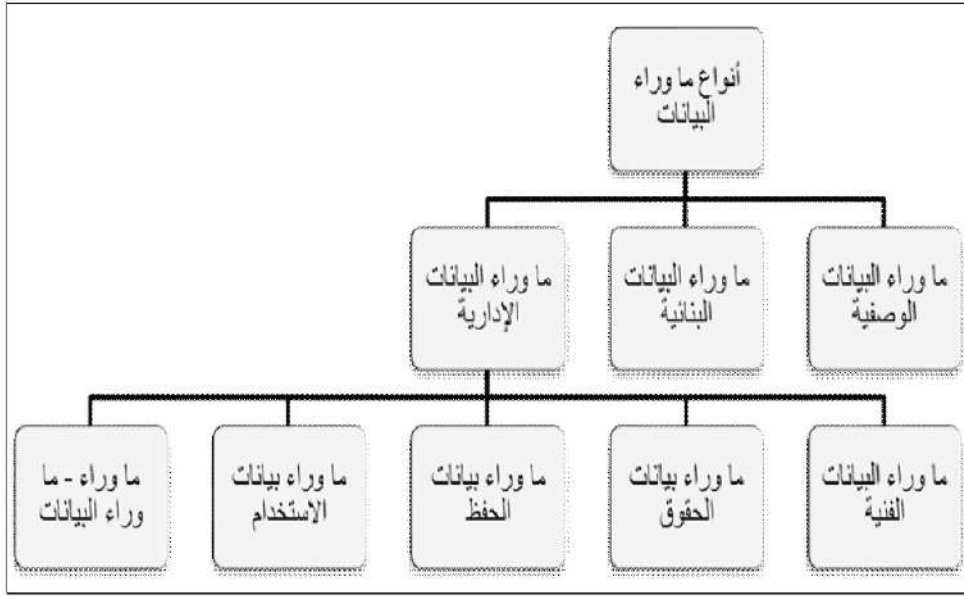 أنواع ما وراء
البيانات
ما وراء البيانات
الوصفية
ما وراء البيانات
البنائية
ما وراء البيانات
الإدارية
ما وراء البيانات
الفنية
ما وراء بيانات
الحقوق
ما وراء بيانات
الحفظ
ما وراء بيانات
الاستخدام
ما وراء - ما
وراء البيانات